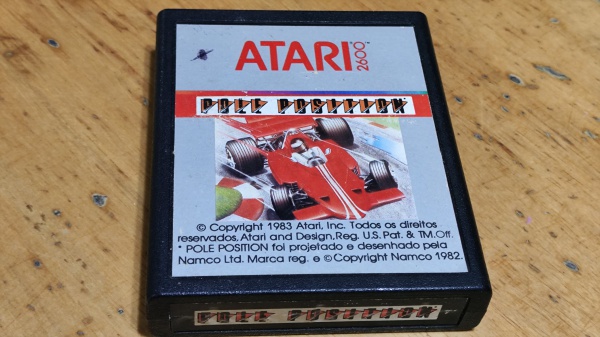 ATARI 2600™
POLE POSITION
© Copyright 1983 Atari, Inc. Todos os direitos
reservados. Atari and Design, Reg. U.S. Pat. & TM.Off.
* POLE POSITION foi projetado e desenhado pela
Namco Ltd. Marca reg. e © Copyright Namco 1982.
POLE POSITION